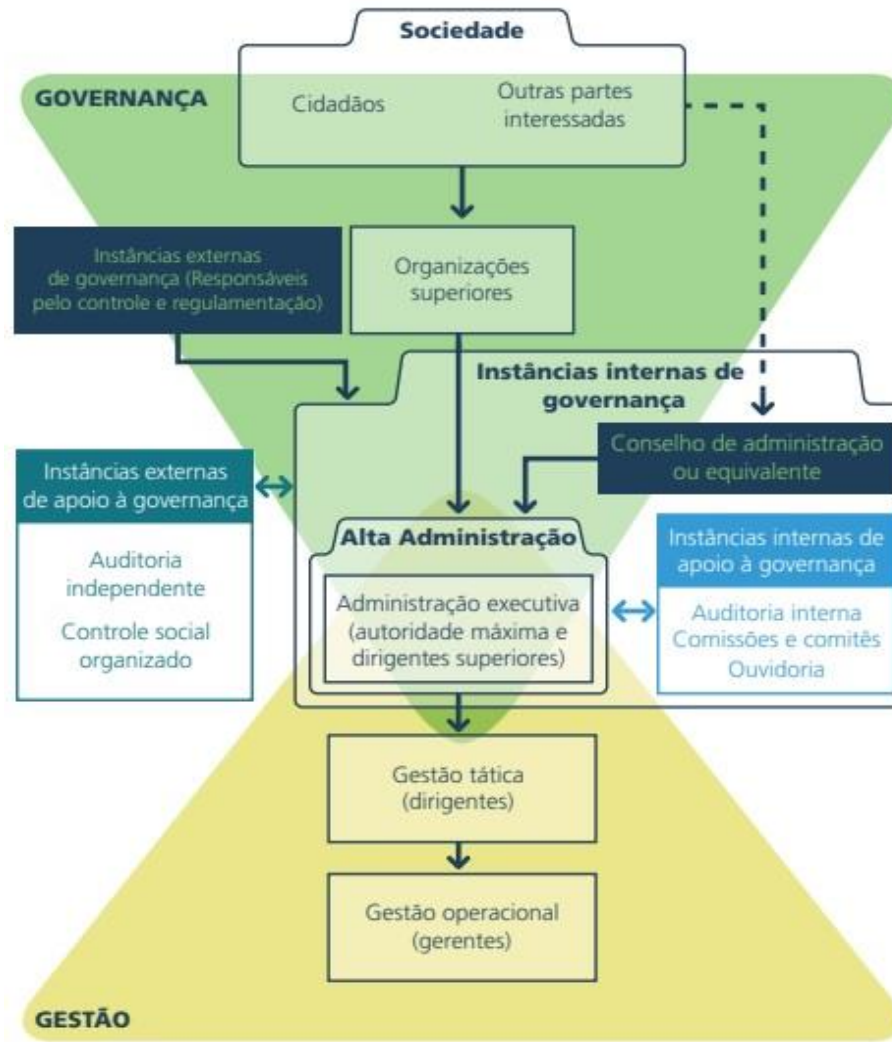 Sociedade
GOVERNANÇA
Cidadãos
Outras partes
interessadas
Instâncias externas
de governança (Responsáveis
pelo controle e regulamentação)
Organizações
superiores
Instâncias internas de
governança
Conselho de administração
ou equivalente
Instâncias externas
de apoio à governança
Auditoria
independente
Controle social
organizado
Alta Administração
Administração executiva
(autoridade máxima e
dirigentes superiores)
Instâncias internas de
apoio à governança
Auditoria interna
Comissões e comitês
Ouvidoria
Gestão tática
(dirigentes)
Gestão operacional
(gerentes)
GESTÃO